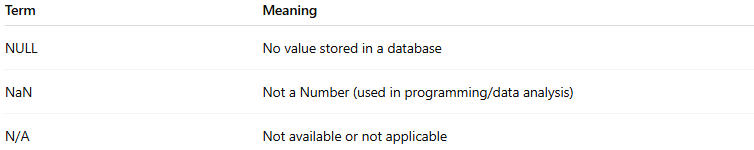 Term Meaning
NULL No value stored in a database
NaN Not a Number (used in programming/data analysis)
N/A Not available or not applicable